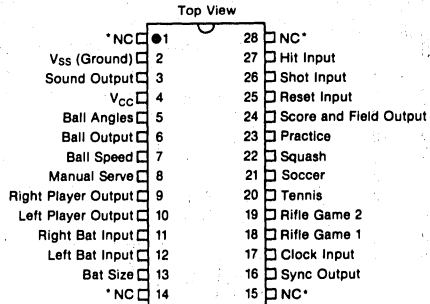 Top View
*NC 1 28 NC*
VSS (Ground) 2 27 Hit Input
Sound Output 3 26 Shot Input
VCC 4 25 Reset Input
Ball Angles 5 24 Score and Field Output
Ball Output 6 23 Practice
Ball Speed 7 22 Squash
Manual Serve 8 21 Soccer
Right Player Output 9 20 Tennis
Left Player Output 10 19 Rifle Game 2
Right Bat Input 11 18 Rifle Game 1
Left Bat Input 12 17 Clock Input
Bat Size 13 16 Sync Output
*NC 14 15 NC*